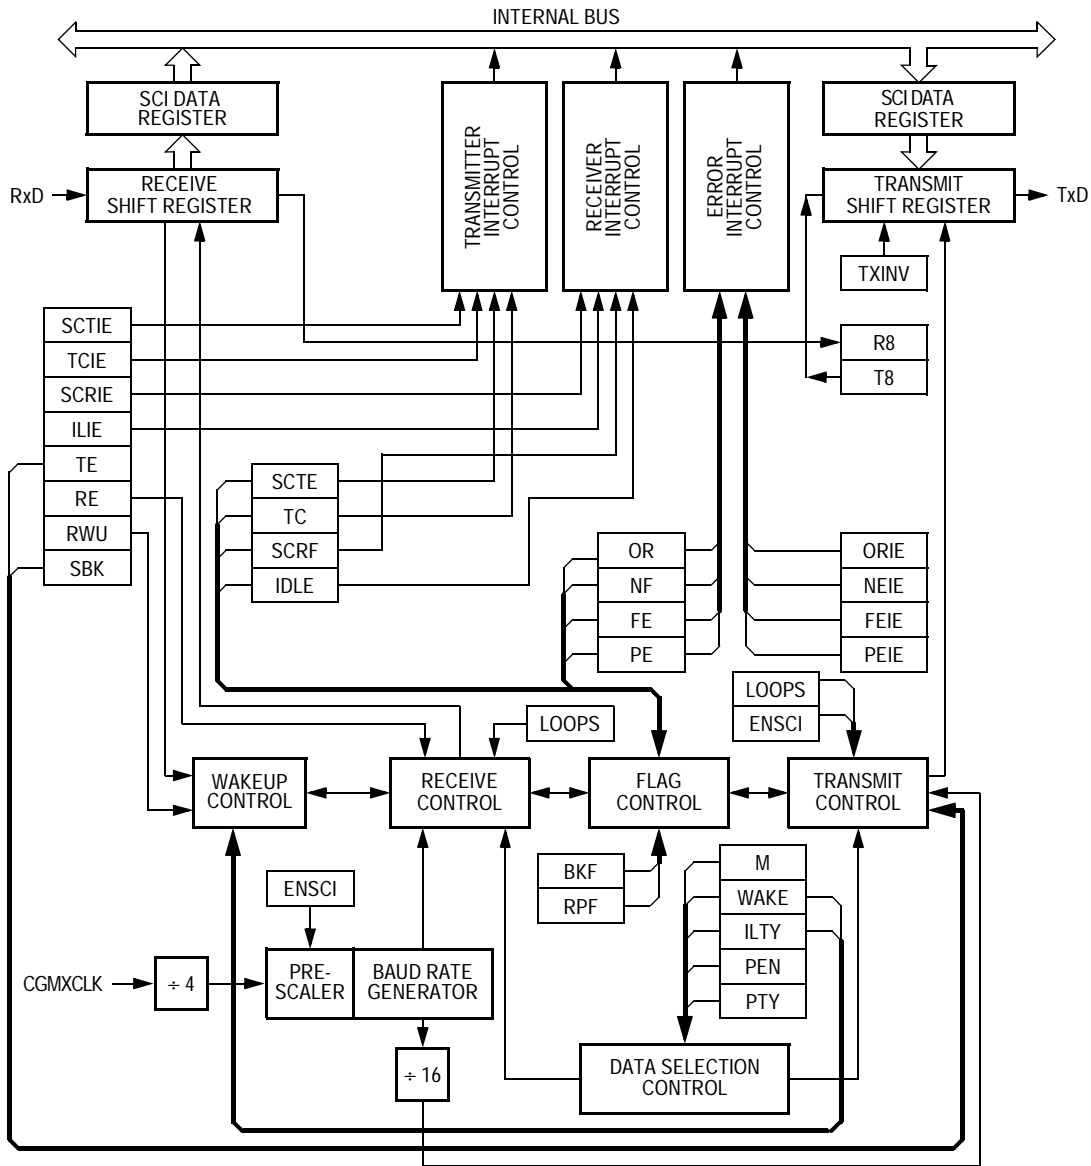 INTERNAL BUS
SCI DATA
REGISTER
SCI DATA
REGISTER
TRANSMITTER
INTERRUPT
CONTROL
RECEIVER
INTERRUPT
CONTROL
ERROR
INTERRUPT
CONTROL
RxD
RECEIVE
SHIFT REGISTER
TRANSMIT
SHIFT REGISTER
TxD
TXINV
SCTIE
TCIE
SCRIE
ILIE
TE
RE
RWU
SBK
R8
T8
SCTE
TC
SCRF
IDLE
OR
NF
FE
PE
ORIE
NEIE
FEIE
PEIE
LOOPS
ENSCI
LOOPS
WAKEUP
CONTROL
RECEIVE
CONTROL
FLAG
CONTROL
TRANSMIT
CONTROL
BKF
RPF
M
WAKE
ILTY
PEN
PTY
ENSCI
CGMXCLK
÷ 4
PRE-
SCALER
BAUD RATE
GENERATOR
÷ 16
DATA SELECTION
CONTROL